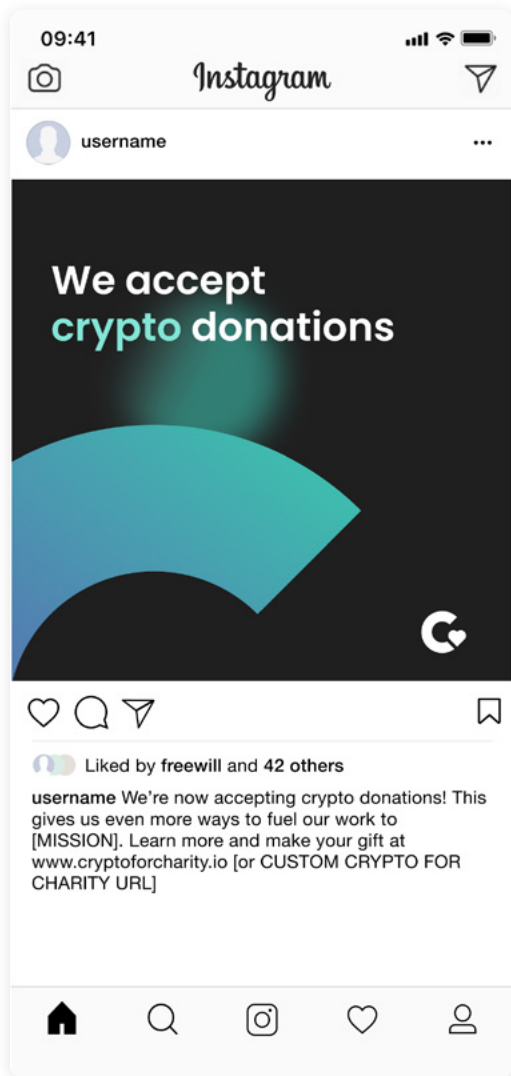 09:41
Instagram
username
We accept
crypto donations
Liked by freewill and 42 others
username We’re now accepting crypto donations! This
gives us even more ways to fuel our work to
[MISSION]. Learn more and make your gift at
www.cryptoforcharity.io [or CUSTOM CRYPTO FOR
CHARITY URL]